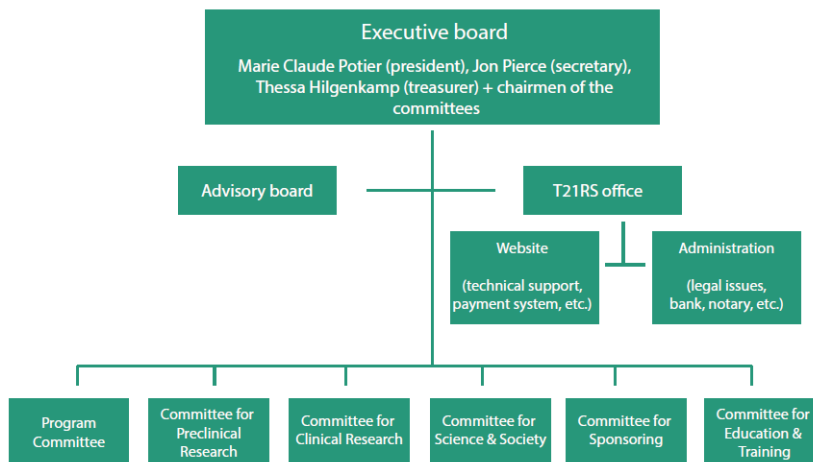 Executive board
Marie Claude Potier (president), Jon Pierce (secretary),
Thessa Hilgenkamp (treasurer) + chairmen of the
committees
Advisory board
T21RS office
Website
(technical support,
payment system, etc.)
Administration
(legal issues,
bank, notary, etc.)
Program
Committee
Committee for
Preclinical
Research
Committee for
Clinical Research
Committee for
Science & Society
Committee for
Sponsoring
Committee for
Education &
Training